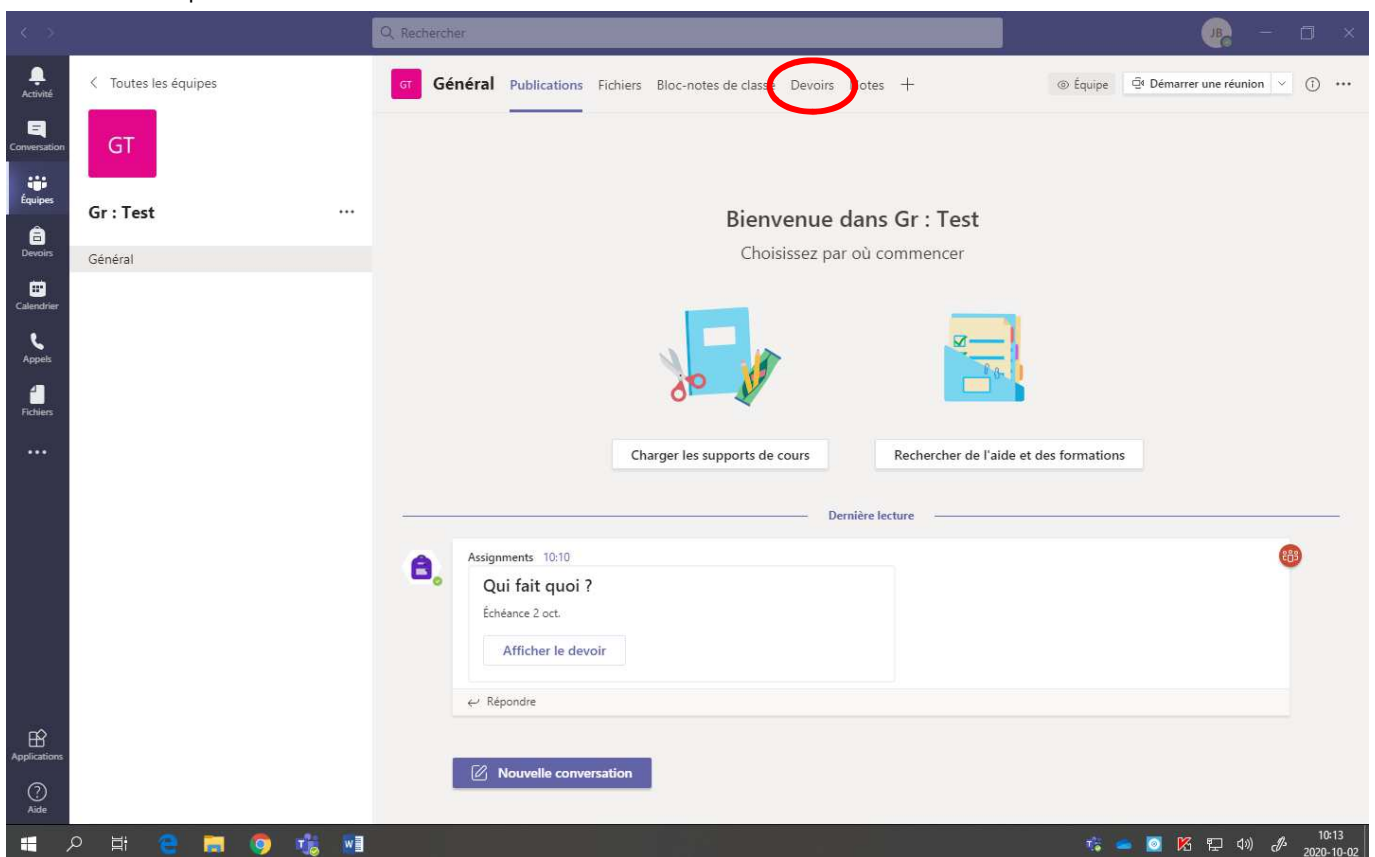 Rechercher
JB
Activité
Conversation
Équipes
Devoirs
Calendrier
Appels
Fichiers
Applications
Aide
Toutes les équipes
GT
Gr : Test
Général
GT Général Publications Fichiers Bloc-notes de classe Devoirs Notes
Équipe Démarrer une réunion
Bienvenue dans Gr : Test
Choisissez par où commencer
Charger les supports de cours Rechercher de l'aide et des formations
Dernière lecture
Assignments 10:10
Qui fait quoi ?
Échéance 2 oct.
Afficher le devoir
Répondre
Nouvelle conversation
10:13
2020-10-02